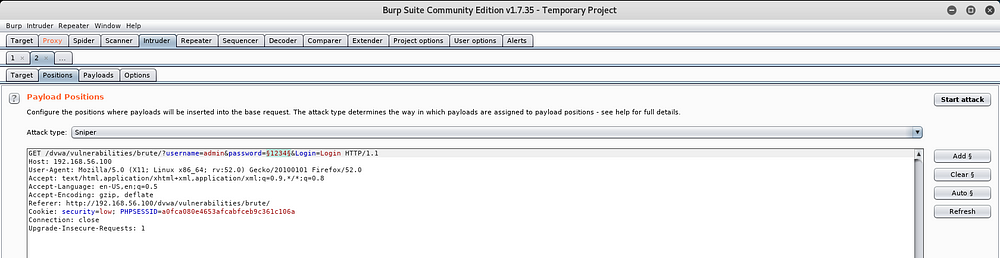 Burp Suite Community Edition v1.7.35 - Temporary Project
Burp Intruder Repeater Window Help
Target Proxy Spider Scanner Intruder Repeater Sequencer Decoder Comparer Extender Project options User options Alerts
1 × 2 × ...
Target Positions Payloads Options
? Payload Positions
Start attack
Configure the positions where payloads will be inserted into the base request. The attack type determines the way in which payloads are assigned to payload positions - see help for full details.
Attack type: Sniper
GET /dvwa/vulnerabilities/brute/?username=admin&password=§1234§&Login=Login HTTP/1.1
Host: 192.168.56.100
User-Agent: Mozilla/5.0 (X11; Linux x86_64; rv:52.0) Gecko/20100101 Firefox/52.0
Accept: text/html,application/xhtml+xml,application/xml;q=0.9,*/*;q=0.8
Accept-Language: en-US,en;q=0.5
Accept-Encoding: gzip, deflate
Referer: http://192.168.56.100/dvwa/vulnerabilities/brute/
Cookie: security=low; PHPSESSID=a0fca080e4653afcabfceb9c361c106a
Connection: close
Upgrade-Insecure-Requests: 1
Add §
Clear §
Auto §
Refresh